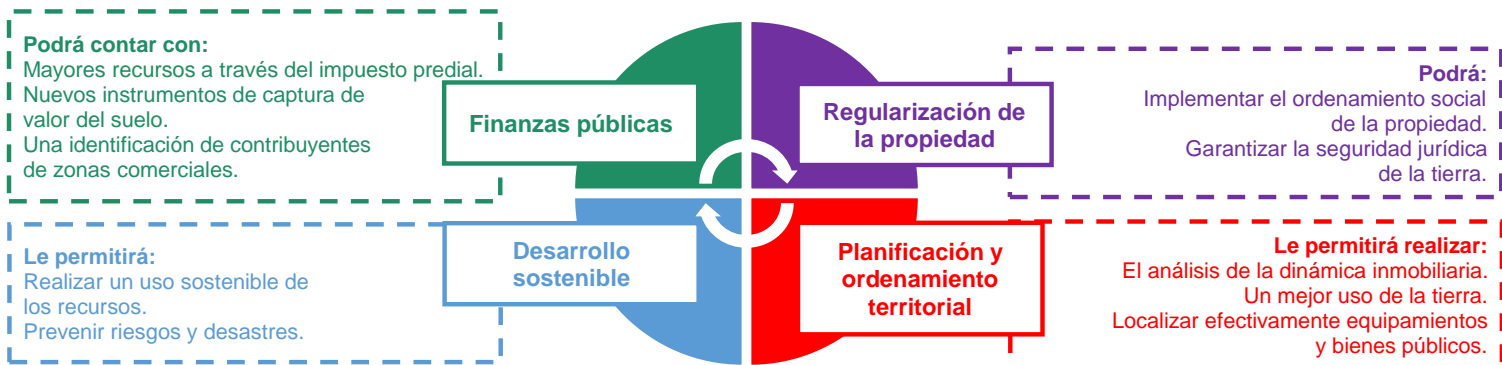 Podrá contar con:
Mayores recursos a través del impuesto predial.
Nuevos instrumentos de captura de
valor del suelo.
Una identificación de contribuyentes
de zonas comerciales.
Finanzas públicas
Regularización de
la propiedad
Podrá:
Implementar el ordenamiento social
de la propiedad.
Garantizar la seguridad jurídica
de la tierra.
Le permitirá:
Realizar un uso sostenible de
los recursos.
Prevenir riesgos y desastres.
Desarrollo
sostenible
Planificación y
ordenamiento
territorial
Le permitirá realizar:
El análisis de la dinámica inmobiliaria.
Un mejor uso de la tierra.
Localizar efectivamente equipamientos
y bienes públicos.